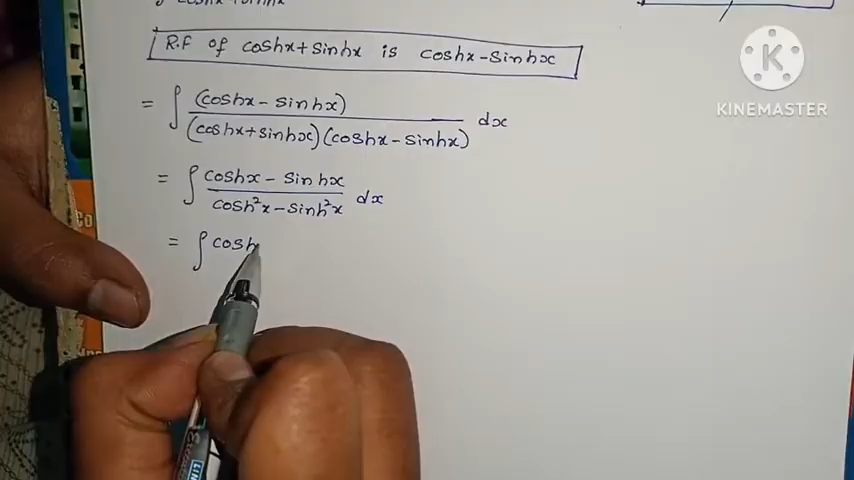 R.F of coshx+sinhx is coshx-sinhx
= ∫ (coshx - sinhx) / (coshx+sinhx)(coshx-sinhx) dx
= ∫ coshx - sinhx / cosh²x - sinh²x dx
= ∫ cosh
K
KINEMASTER
LIN